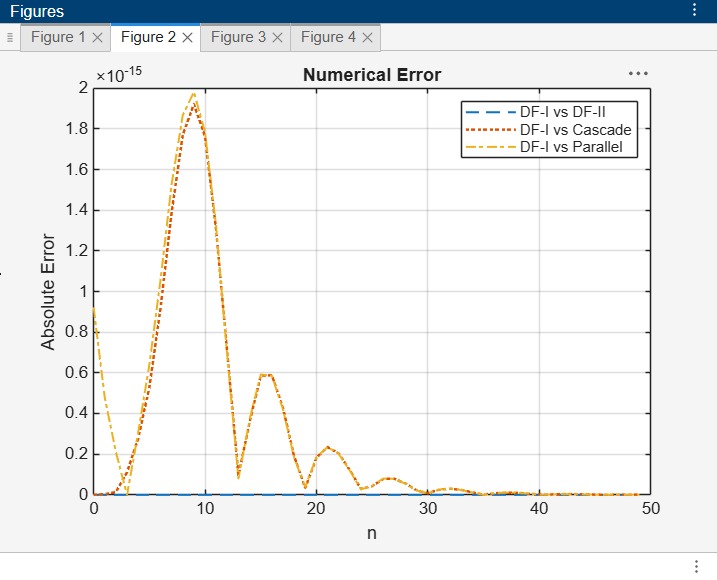 Figures
Figure 1 Figure 2 Figure 3 Figure 4
Numerical Error
×10-15
2
1.8
1.6
1.4
1.2
1
0.8
0.6
0.4
0.2
0
Absolute Error
DF-I vs DF-II
DF-I vs Cascade
DF-I vs Parallel
0 10 20 30 40 50
n